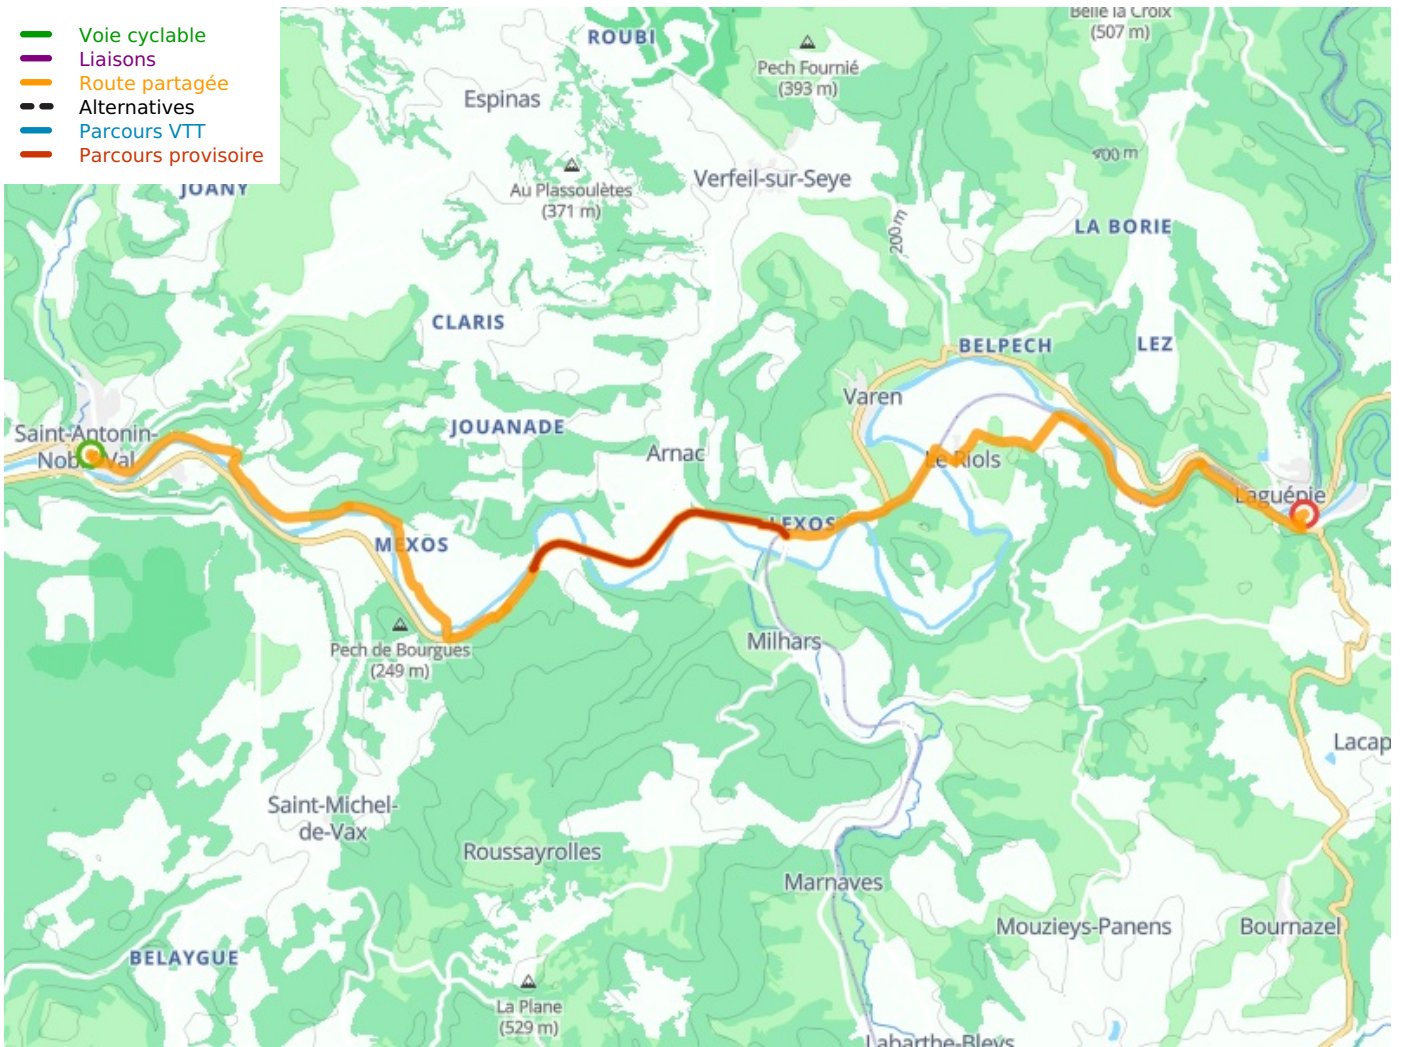 Voie cyclable
Liaisons
Route partagée
Alternatives
Parcours VTT
Parcours provisoire
Belle la Croix
(507 m)
ROUBI
Pech Fournié
(393 m)
Espinas
400 m
Verfeil-sur-Seye
Au Plassoulètes
(371 m)
JOANY
200 m
LA BORIE
CLARIS
BELPECH
LEZ
Varen
JOUANADE
Saint-Antonin-
Noble-Val
Arnac
Le Riols
Laguépie
LEXOS
MEXOS
Milhars
Pech de Bourgues
(249 m)
Lacap
Saint-Michel-
de-Vax
Roussayrolles
Marnaves
Mouzieys-Panens
Bournazel
BELAYGUE
La Plane
(529 m)
Labarthe-Bleys